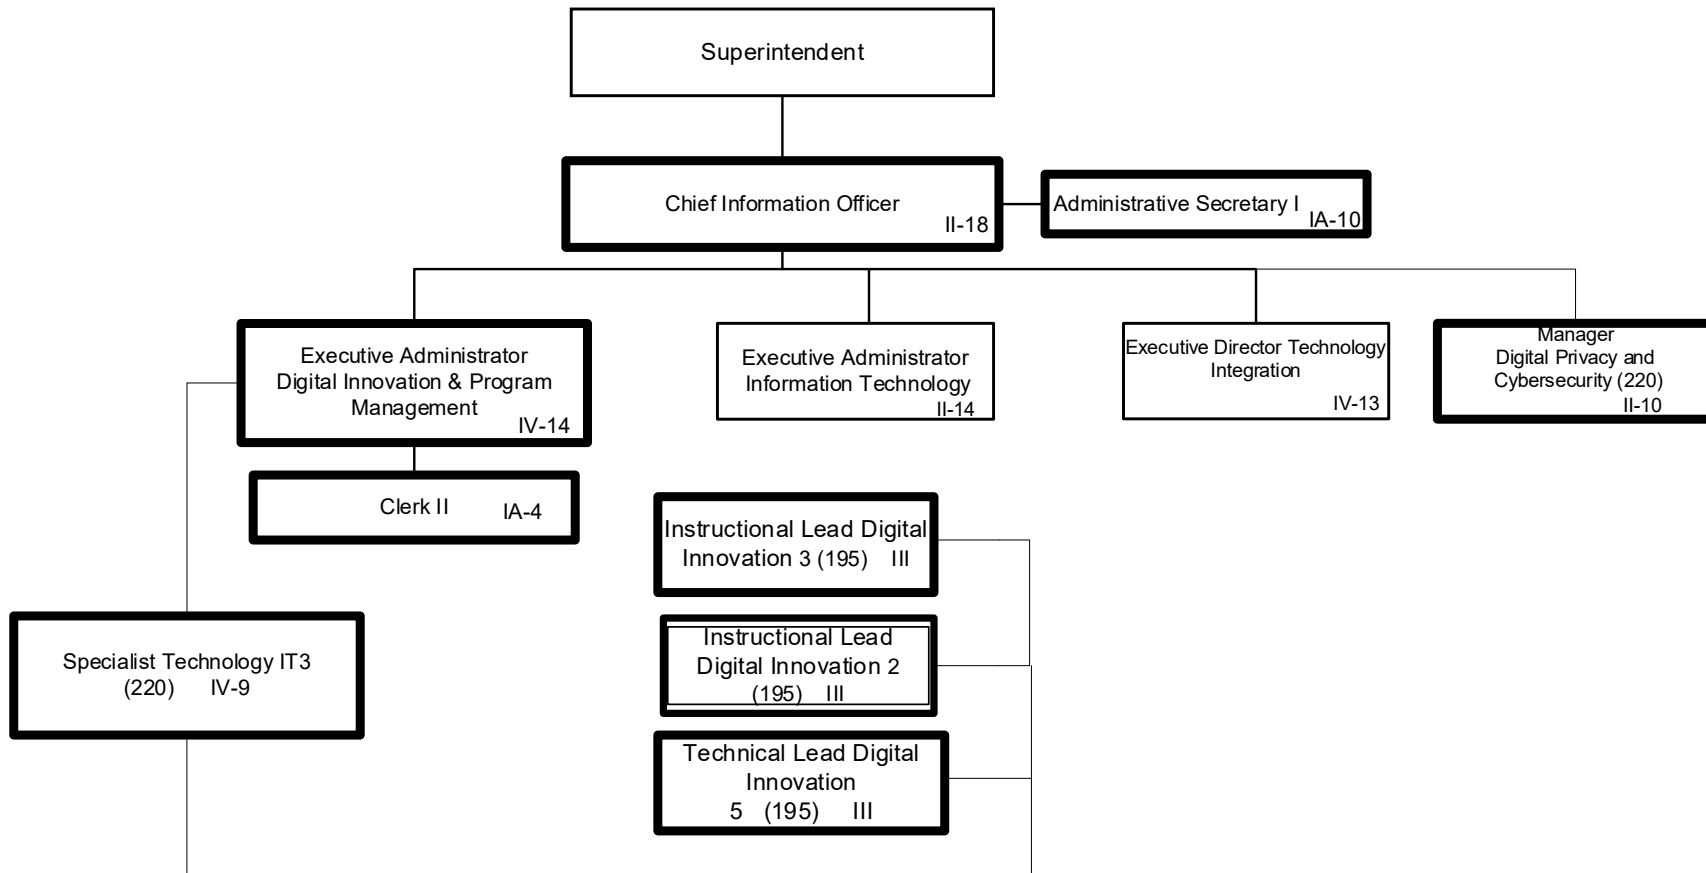 Superintendent
Chief Information Officer
II-18
Administrative Secretary I
IA-10
Executive Administrator
Digital Innovation & Program
Management
IV-14
Executive Administrator
Information Technology
II-14
Executive Director Technology
Integration
IV-13
Manager
Digital Privacy and
Cybersecurity (220)
II-10
Clerk II IA-4
Instructional Lead Digital
Innovation 3 (195) III
Instructional Lead
Digital Innovation 2
(195) III
Specialist Technology IT3
(220) IV-9
Technical Lead Digital
Innovation
5 (195) III